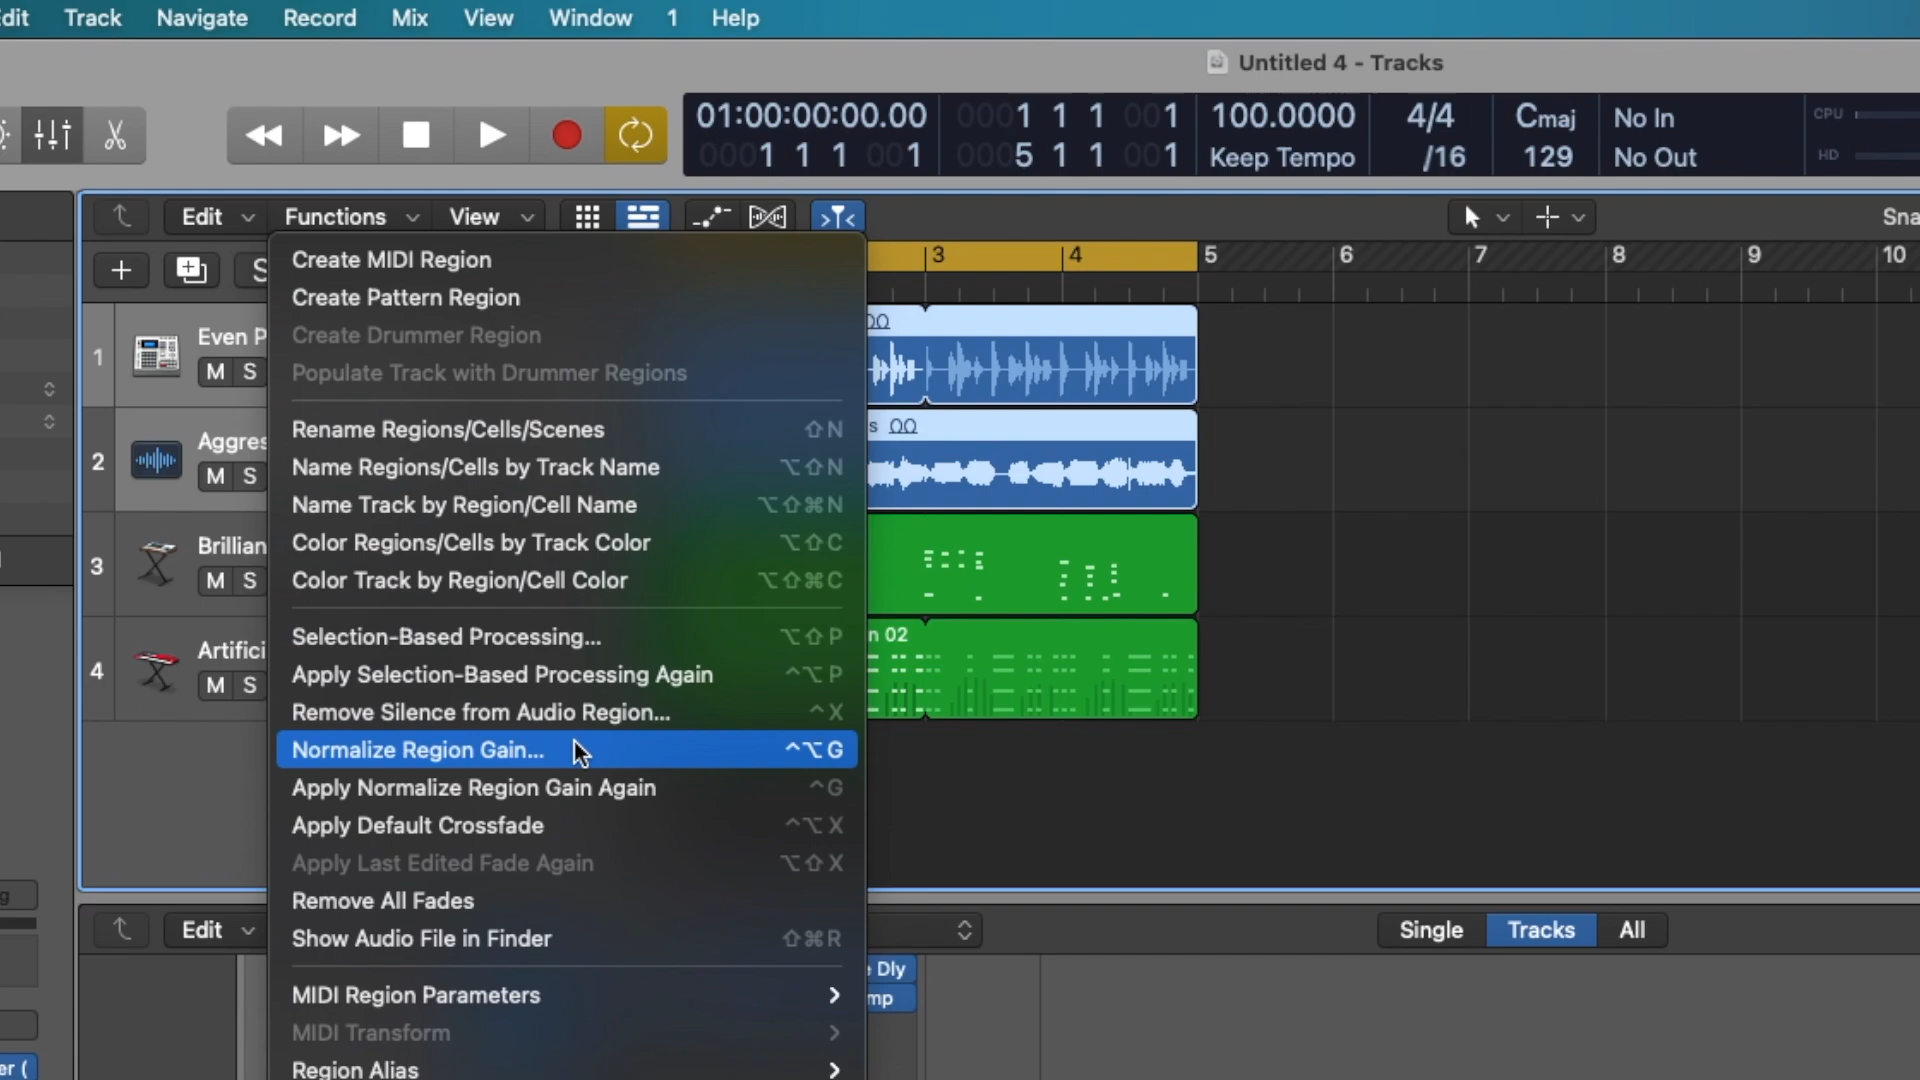 dit Track Navigate Record Mix View Window 1 Help
Untitled 4 - Tracks
01:00:00:00.00 0001 1 1 001 100.0000 4/4 Cmaj No In CPU
0001 1 1 001 0005 1 1 001 Keep Tempo /16 129 No Out HD
Edit Functions View Sna
S 3 4 5 6 7 8 9 10
Create MIDI Region
Create Pattern Region
Create Drummer Region
Populate Track with Drummer Regions
1 Even P
M S
Rename Regions/Cells/Scenes ⇧N
Name Regions/Cells by Track Name ⌥⇧N
Name Track by Region/Cell Name ⌥⇧⌘N
Color Regions/Cells by Track Color ⌥⇧C
Color Track by Region/Cell Color ⌥⇧⌘C
2 Aggres s
M S
3 Brillian
M S
Selection-Based Processing... ⌥⇧P
Apply Selection-Based Processing Again ^⌥P
Remove Silence from Audio Region... ^X
Normalize Region Gain... ^⌥G
Apply Normalize Region Gain Again ^G
Apply Default Crossfade ^⌥X
Apply Last Edited Fade Again ⌥⇧X
Remove All Fades
Show Audio File in Finder ⇧⌘R
4 Artifici n 02
M S
MIDI Region Parameters
MIDI Transform
Region Alias
g
Edit Single Tracks All
e Dly
mp
er (